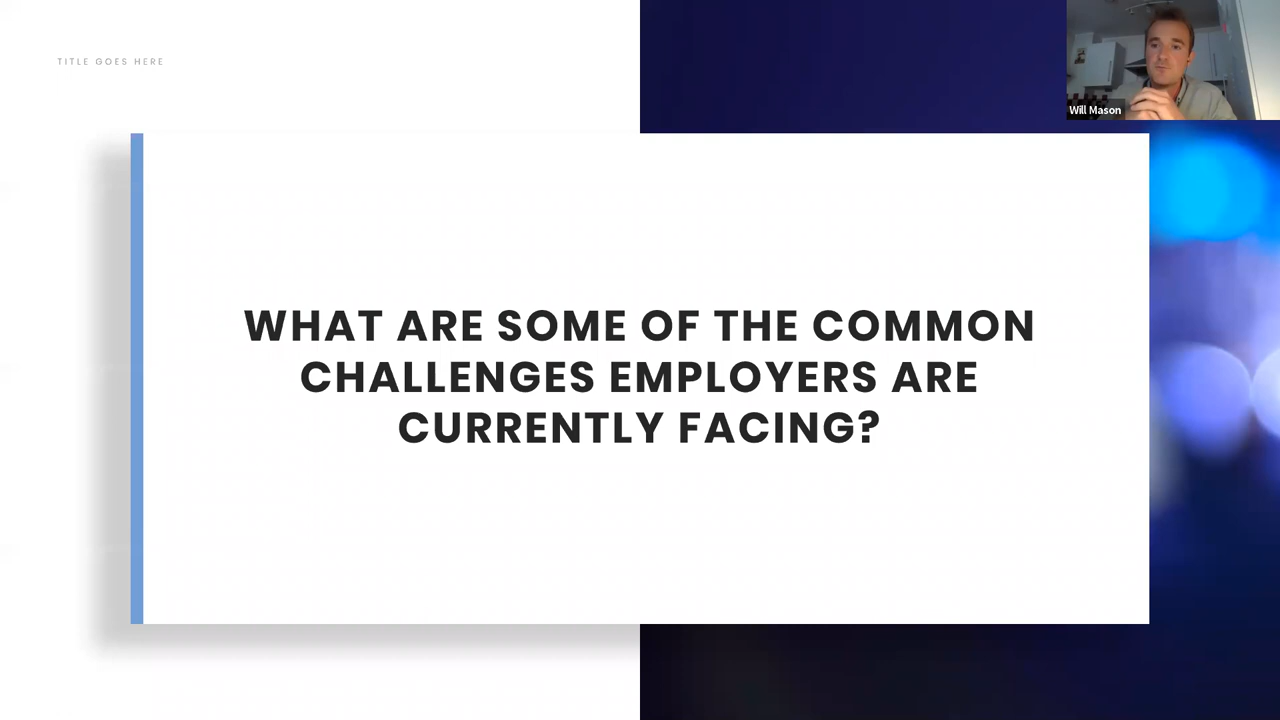 TITLE GOES HERE
Will Mason
WHAT ARE SOME OF THE COMMON
CHALLENGES EMPLOYERS ARE
CURRENTLY FACING?